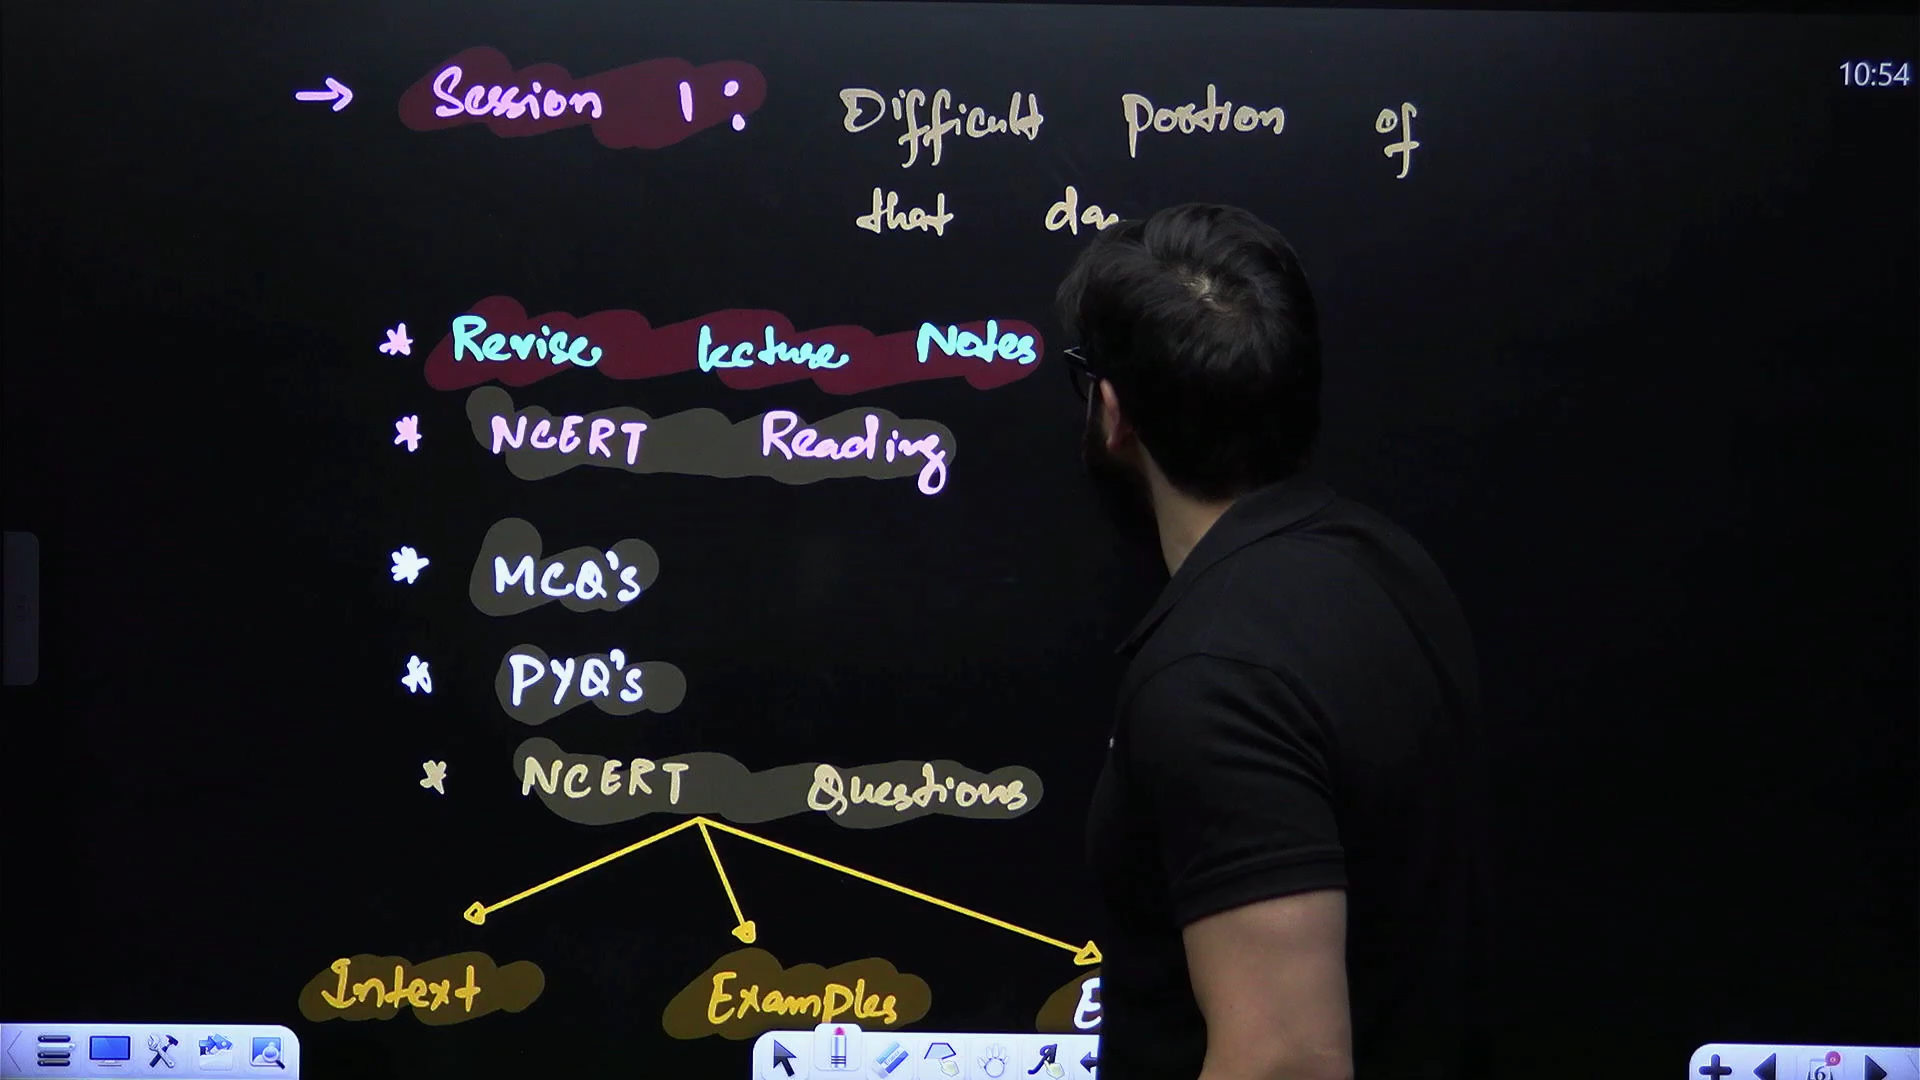 → Session 1: Difficult portion of
that
10:54
* Revise lecture Notes
* NCERT Reading
* MCQ's
* PYQ's
* NCERT Questions
Intext Examples